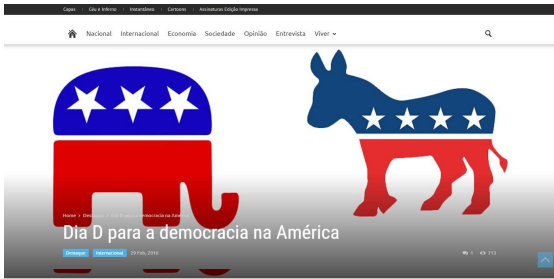 Capas | Céu e Inferno | Instantâneo | Cartoons | Assinaturas Edição Impressa
Nacional Internacional Economia Sociedade Opinião Entrevista Viver
Home > Destaque > Dia D para a democracia na América
Dia D para a democracia na América
Destaque Internacional 29 Feb, 2016 1 733